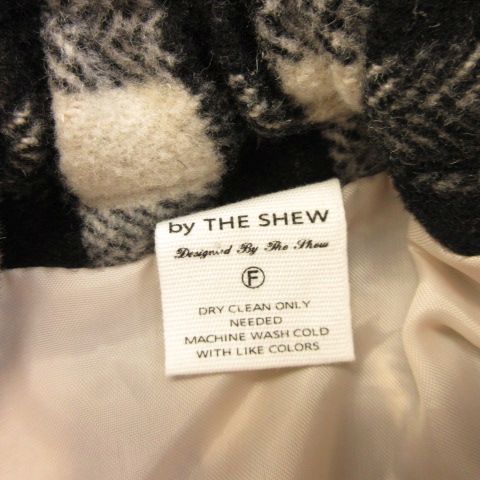 by THE SHEW
Designed By The Shew
F
DRY CLEAN ONLY
NEEDED
MACHINE WASH COLD
WITH LIKE COLORS